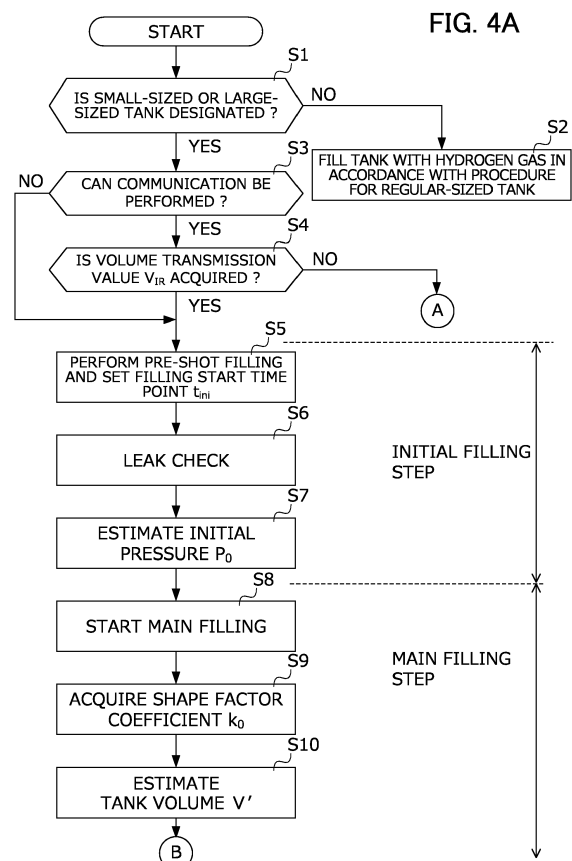 FIG. 4A
START
S1
IS SMALL-SIZED OR LARGE-
SIZED TANK DESIGNATED ?
NO
YES
S2
FILL TANK WITH HYDROGEN GAS IN
ACCORDANCE WITH PROCEDURE
FOR REGULAR-SIZED TANK
S3
NO
CAN COMMUNICATION BE
PERFORMED ?
YES
S4
IS VOLUME TRANSMISSION
VALUE VIR ACQUIRED ?
NO
A
YES
S5
PERFORM PRE-SHOT FILLING
AND SET FILLING START TIME
POINT tini
S6
LEAK CHECK
INITIAL FILLING
STEP
S7
ESTIMATE INITIAL
PRESSURE P0
S8
START MAIN FILLING
MAIN FILLING
STEP
S9
ACQUIRE SHAPE FACTOR
COEFFICIENT k0
S10
ESTIMATE
TANK VOLUME V'
B